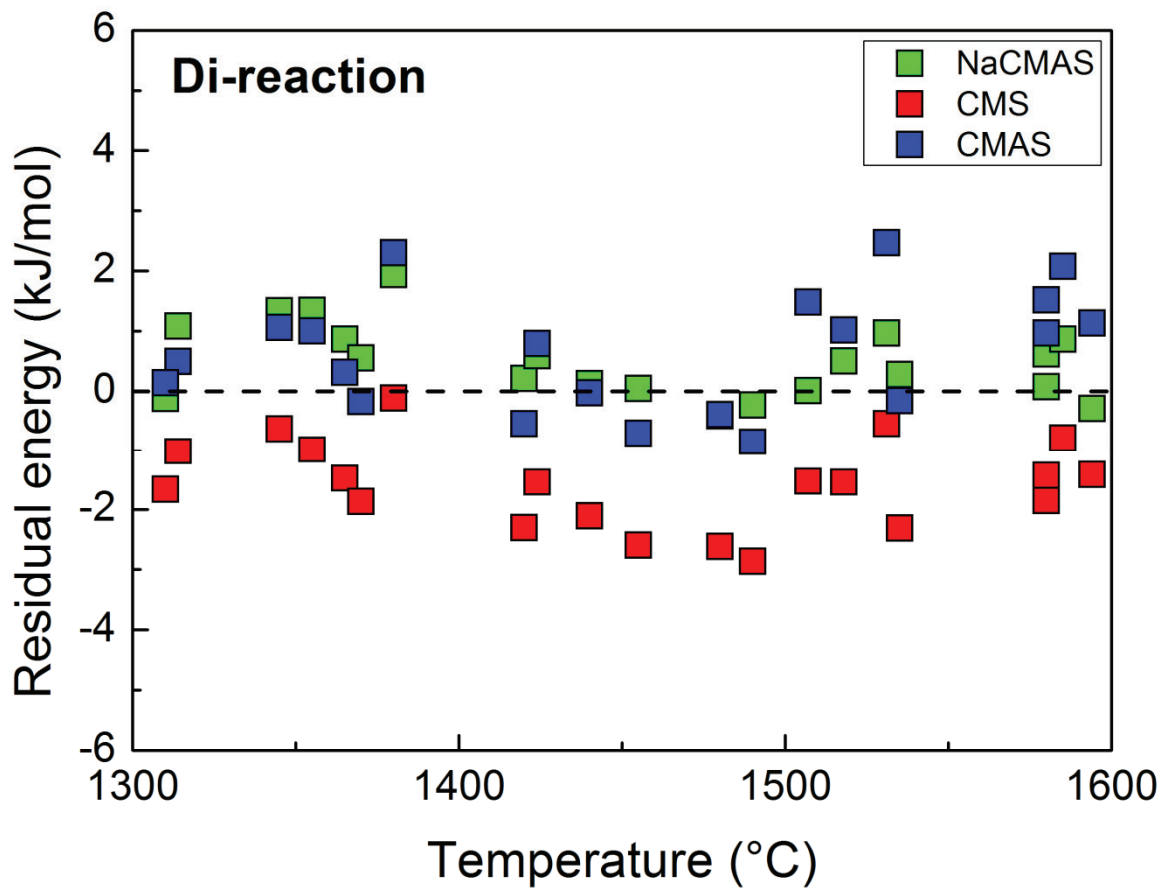 Di-reaction
NaCMAS
CMS
CMAS
Residual energy (kJ/mol)
6
4
2
0
-2
-4
-6
1300
1400
1500
1600
Temperature (°C)